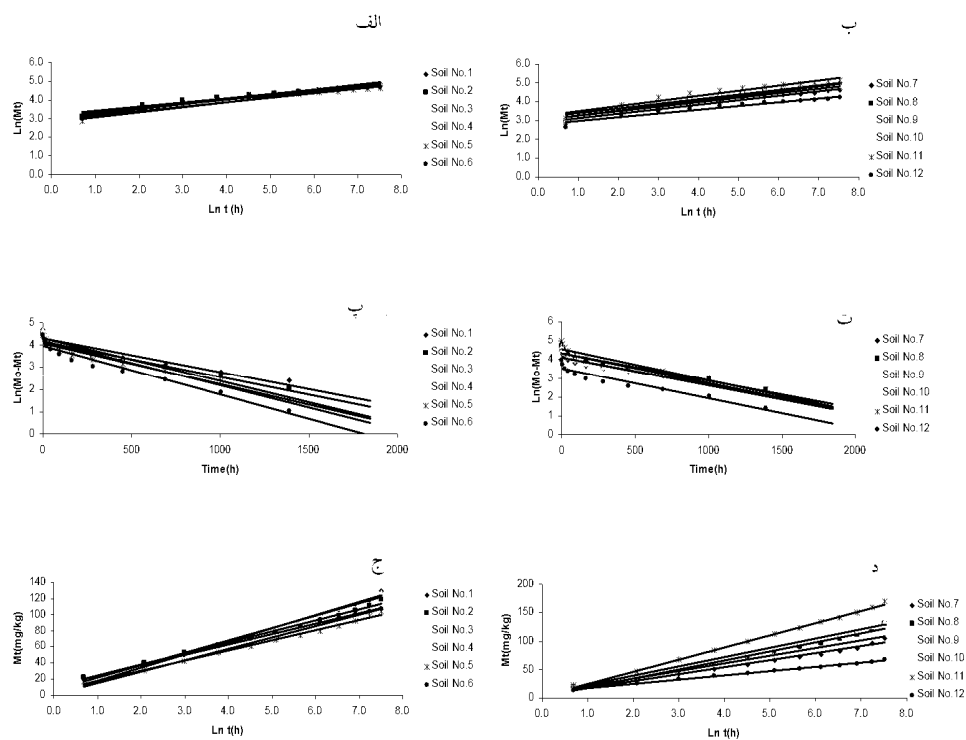 الف
Ln(Mt)
6.0
5.0
4.0
3.0
2.0
1.0
0.0
0.0 1.0 2.0 3.0 4.0 5.0 6.0 7.0 8.0
Ln t (h)
Soil No.1
Soil No.2
Soil No.3
Soil No.4
Soil No.5
Soil No.6
ب
Ln(Mt)
6.0
5.0
4.0
3.0
2.0
1.0
0.0
0.0 1.0 2.0 3.0 4.0 5.0 6.0 7.0 8.0
Ln t (h)
Soil No.7
Soil No.8
Soil No.9
Soil No.10
Soil No.11
Soil No.12
پ
Ln(Mo-Mt)
5
4
3
2
1
0
0 500 1000 1500 2000
Time(h)
Soil No.1
Soil No.2
Soil No.3
Soil No.4
Soil No.5
Soil No.6
ت
Ln(Mo-Mt)
6
5
4
3
2
1
0
0 500 1000 1500 2000
Time(h)
Soil No.7
Soil No.8
Soil No.9
Soil No.10
Soil No.11
Soil No.12
ج
Mt(mg/kg)
140
120
100
80
60
40
20
0
0.0 1.0 2.0 3.0 4.0 5.0 6.0 7.0 8.0
Ln t(h)
Soil No.1
Soil No.2
Soil No.3
Soil No.4
Soil No.5
Soil No.6
د
Mt(mg/kg)
200
150
100
50
0
0.0 1.0 2.0 3.0 4.0 5.0 6.0 7.0 8.0
Ln t(h)
Soil No.7
Soil No.8
Soil No.9
Soil No.10
Soil No.11
Soil No.12